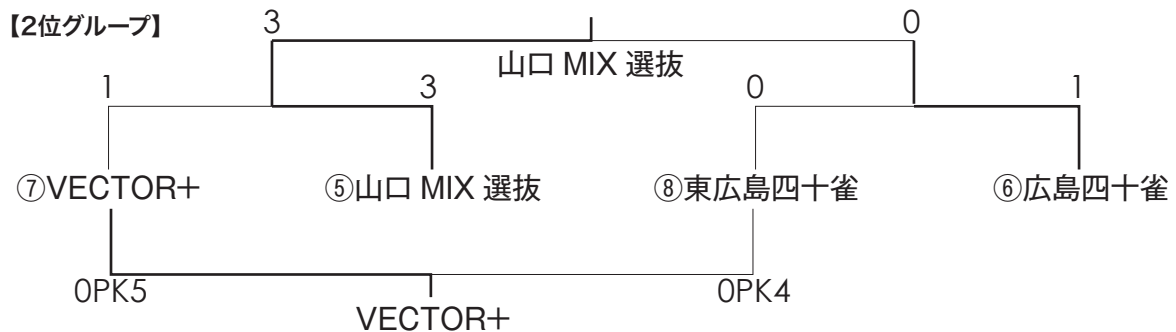 【2位グループ】
3 0
山口 MIX 選抜
1 3 0 1
⑦VECTOR+ ⑤山口 MIX 選抜 ⑧東広島四十雀 ⑥広島四十雀
0PK5 0PK4
VECTOR+